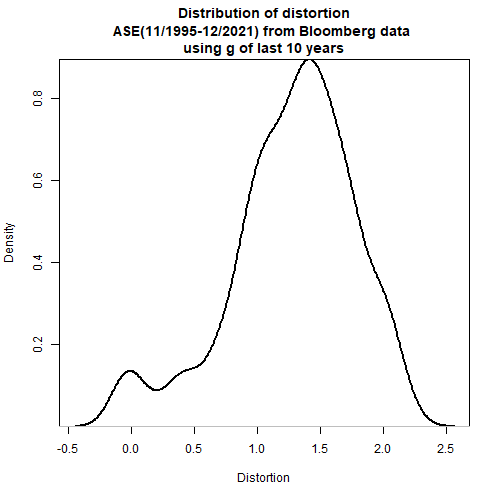 Distribution of distortion
ASE(11/1995-12/2021) from Bloomberg data
using g of last 10 years
Density
0.8
0.6
0.4
0.2
-0.5 0.0 0.5 1.0 1.5 2.0 2.5
Distortion